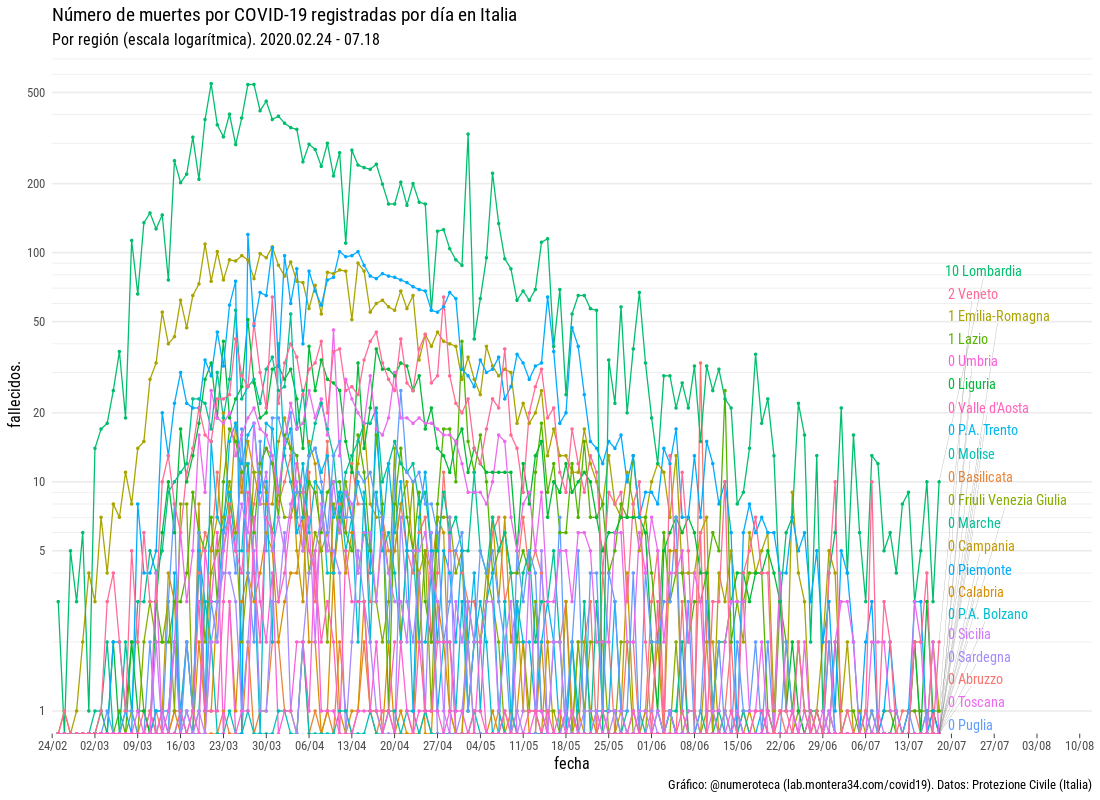 Número de muertes por COVID-19 registradas por día en Italia
Por región (escala logarítmica). 2020.02.24 - 07.18
fallecidos.
500
200
100
50
20
10
5
1
10 Lombardia
2 Veneto
1 Emilia-Romagna
1 Lazio
0 Umbria
0 Liguria
0 Valle d'Aosta
0 P.A. Trento
0 Molise
0 Basilicata
0 Friuli Venezia Giulia
0 Marche
0 Campania
0 Piemonte
0 Calabria
0 P.A. Bolzano
0 Sicilia
0 Sardegna
0 Abruzzo
0 Toscana
0 Puglia
24/02 02/03 09/03 16/03 23/03 30/03 06/04 13/04 20/04 27/04 04/05 11/05 18/05 25/05 01/06 08/06 15/06 22/06 29/06 06/07 13/07 20/07 27/07 03/08 10/08
fecha
Gráfico: @numeroteca (lab.montera34.com/covid19). Datos: Protezione Civile (Italia)